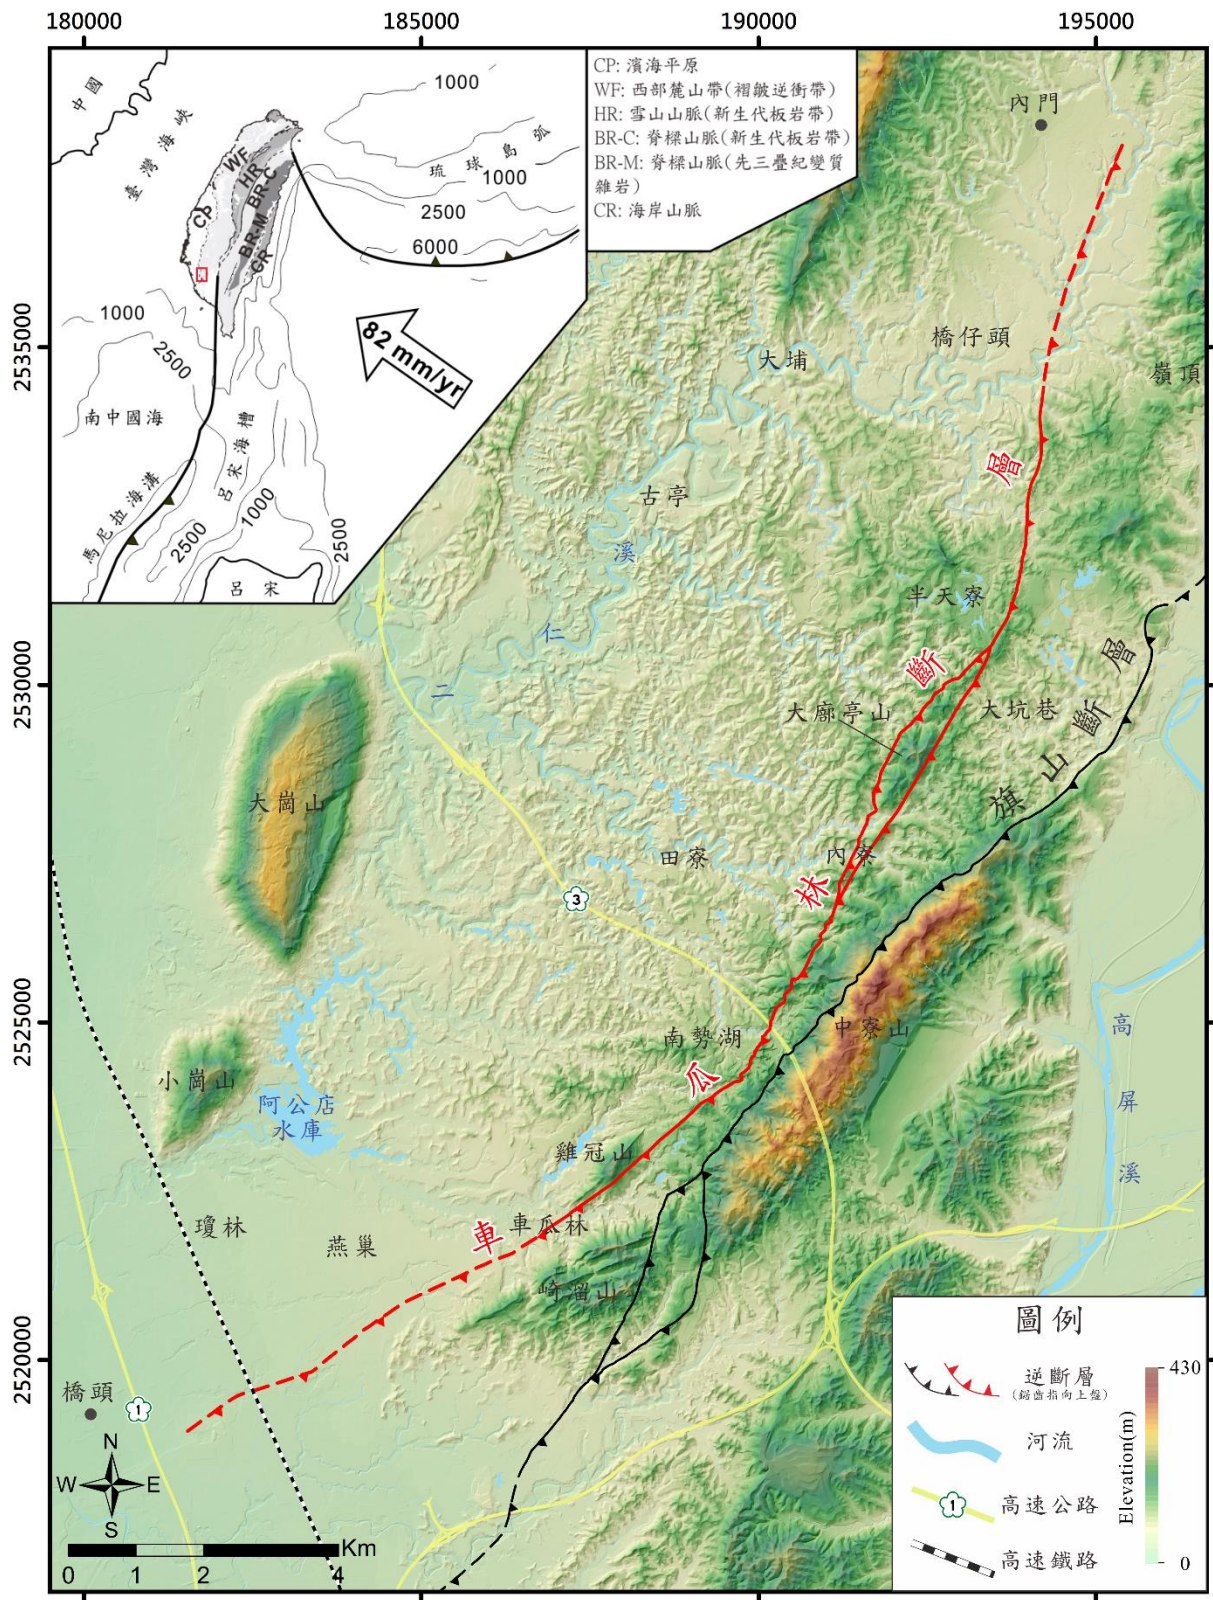 180000
185000
190000
195000
2535000
2530000
2525000
2520000
中國
臺灣海峽
1000
琉球島弧
1000
2500
6000
WF
HR
BR-C
CP
BR-M
CR
1000
2500
82 mm/yr
南中國海
呂宋海槽
馬尼拉海溝
2500
1000
2500
呂宋
CP: 濱海平原
WF: 西部麓山帶(褶皺逆衝帶)
HR: 雪山山脈(新生代板岩帶)
BR-C: 脊樑山脈(新生代板岩帶)
BR-M: 脊樑山脈(先三疊紀變質
雜岩)
CR: 海岸山脈
內門
橋仔頭
大埔
嶺頂
古亭
二仁溪
半天寮
大廓亭山
大坑巷
旗山斷層
車瓜林斷層
大崗山
田寮
內寮
3
南勢湖
中寮山
高屏溪
小崗山
阿公店
水庫
雞冠山
瓊林
燕巢
車瓜林
崎溜山
橋頭
1
N
W
E
S
Km
0
1
2
4
圖例
逆斷層
(鋸齒指向上盤)
河流
1
高速公路
高速鐵路
Elevation(m)
430
0